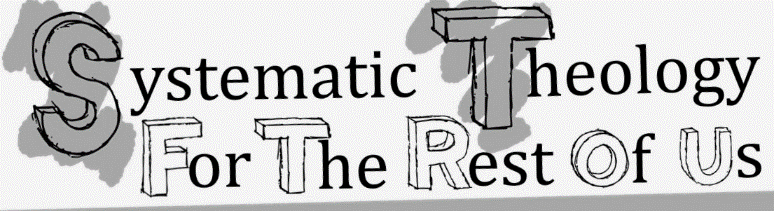 Systematic Theology
For The Rest Of Us